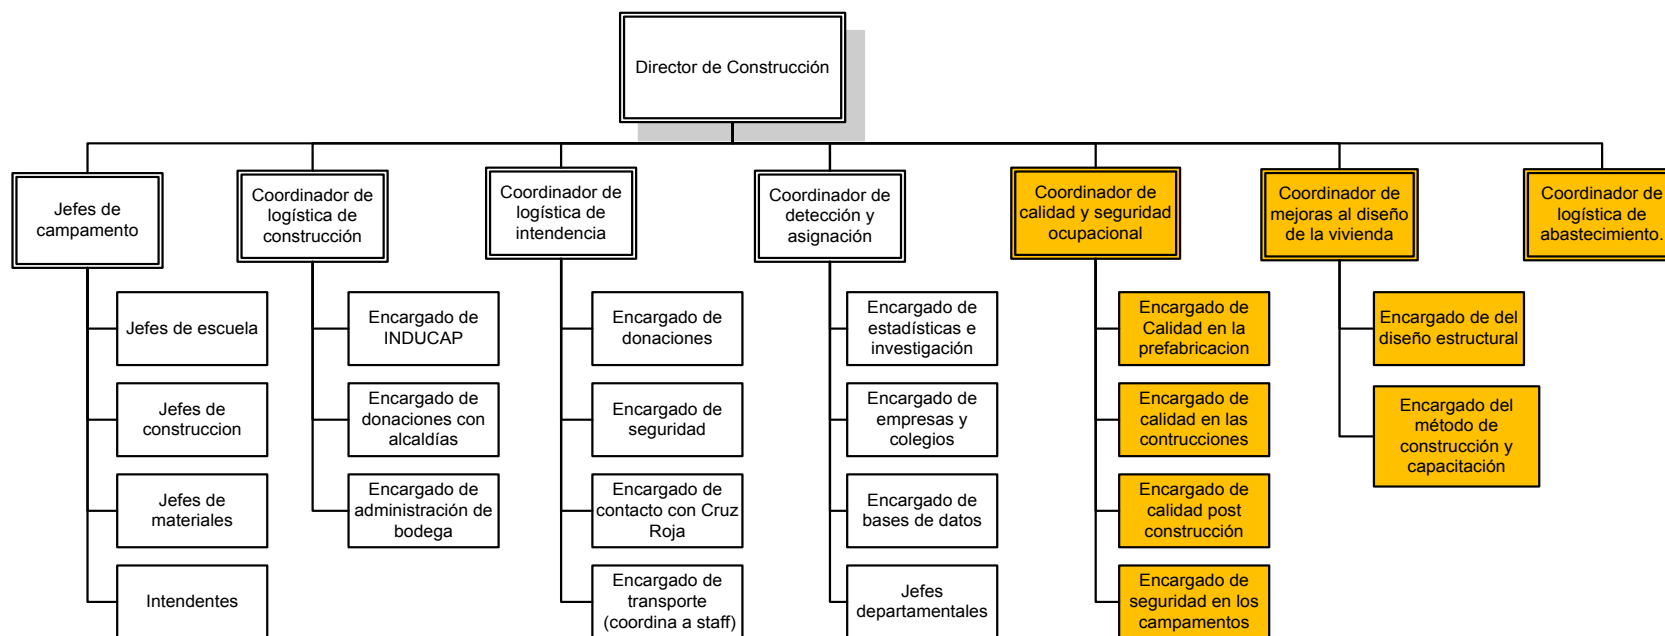 Director de Construcción
Jefes de
campamento
Coordinador de
logística de
construcción
Coordinador de
logística de
intendencia
Coordinador de
detección y
asignación
Coordinador de
calidad y seguridad
ocupacional
Coordinador de
mejoras al diseño
de la vivienda
Coordinador de
logística de
abastecimiento.
Jefes de escuela
Jefes de
construccion
Jefes de
materiales
Intendentes
Encargado de
INDUCAP
Encargado de
donaciones con
alcaldías
Encargado de
administración de
bodega
Encargado de
donaciones
Encargado de
seguridad
Encargado de
contacto con Cruz
Roja
Encargado de
transporte
(coordina a staff)
Encargado de
estadísticas e
investigación
Encargado de
empresas y
colegios
Encargado de
bases de datos
Jefes
departamentales
Encargado de
Calidad en la
prefabricacion
Encargado de
calidad en las
contrucciones
Encargado de
calidad post
construcción
Encargado de
seguridad en los
campamentos
Encargado de del
diseño estructural
Encargado del
método de
construcción y
capacitación